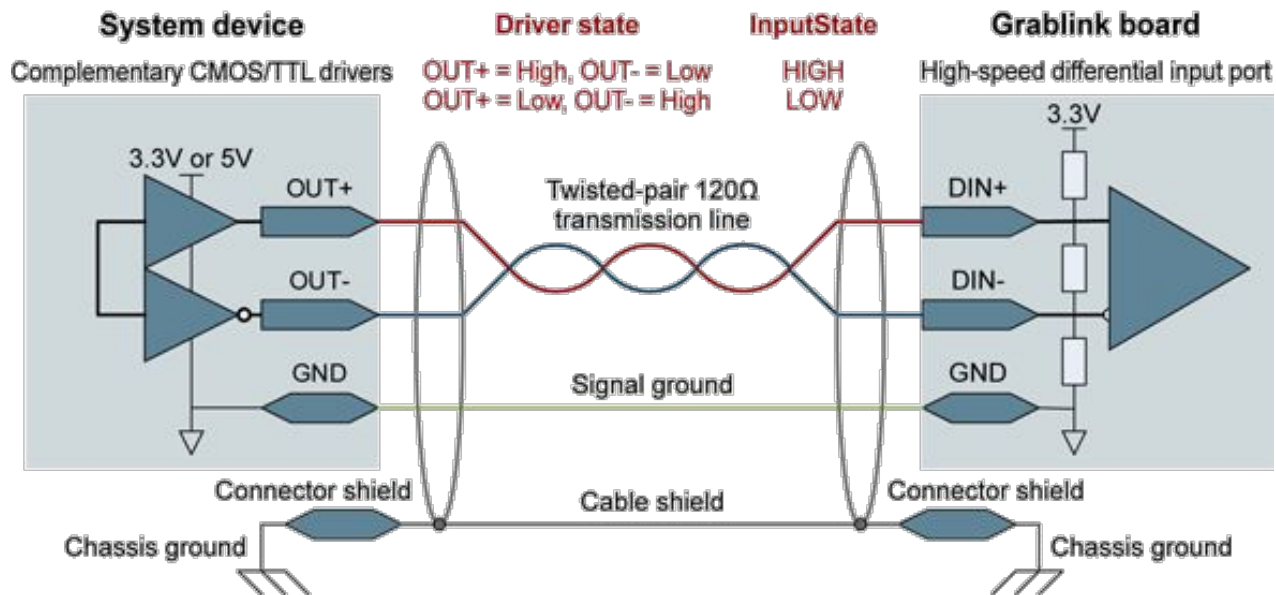 System device
Driver state
InputState
Grablink board
Complementary CMOS/TTL drivers
OUT+ = High, OUT- = Low
HIGH
High-speed differential input port
OUT+ = Low, OUT- = High
LOW
3.3V
3.3V or 5V
OUT+
Twisted-pair 120Ω
transmission line
DIN+
OUT-
DIN-
GND
Signal ground
GND
Connector shield
Cable shield
Connector shield
Chassis ground
Chassis ground